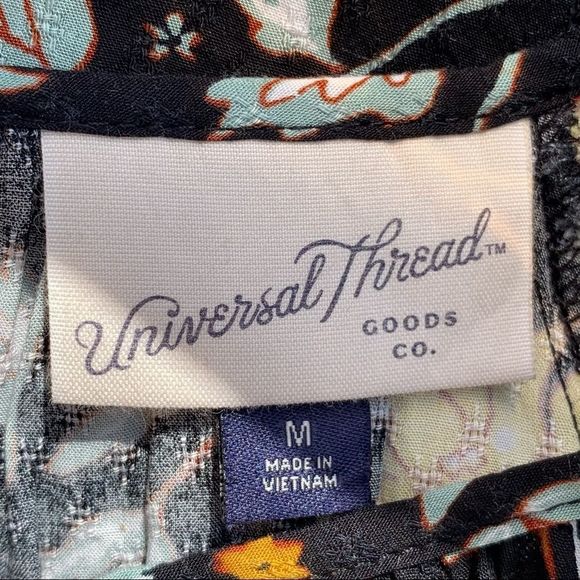 Universal Thread™
GOODS
CO.
M
MADE IN
VIETNAM